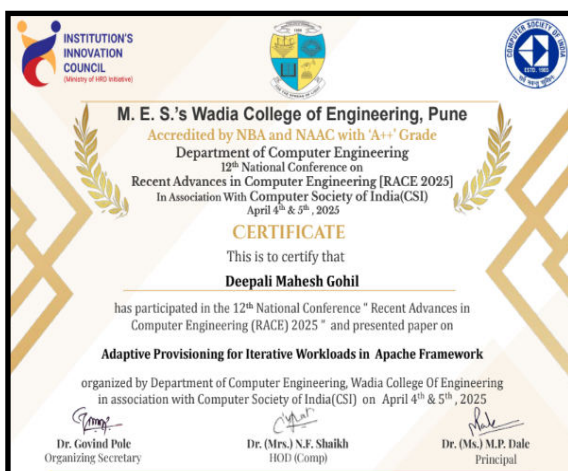 INSTITUTION'S
INNOVATION
COUNCIL
(Ministry of HRD Initiative)
COMPUTER SOCIETY OF INDIA
ESTD. 1965
M. E. S.'s Wadia College of Engineering, Pune
Accredited by NBA and NAAC with 'A++' Grade
Department of Computer Engineering
12th National Conference on
Recent Advances in Computer Engineering [RACE 2025]
In Association With Computer Society of India(CSI)
April 4th & 5th , 2025
CERTIFICATE
This is to certify that
Deepali Mahesh Gohil
has participated in the 12th National Conference " Recent Advances in
Computer Engineering (RACE) 2025 " and presented paper on
Adaptive Provisioning for Iterative Workloads in Apache Framework
organized by Department of Computer Engineering, Wadia College Of Engineering
in association with Computer Society of India(CSI) on April 4th & 5th , 2025
Dr. Govind Pole
Organizing Secretary
Dr. (Mrs.) N.F. Shaikh
HOD (Comp)
Dr. (Ms.) M.P. Dale
Principal